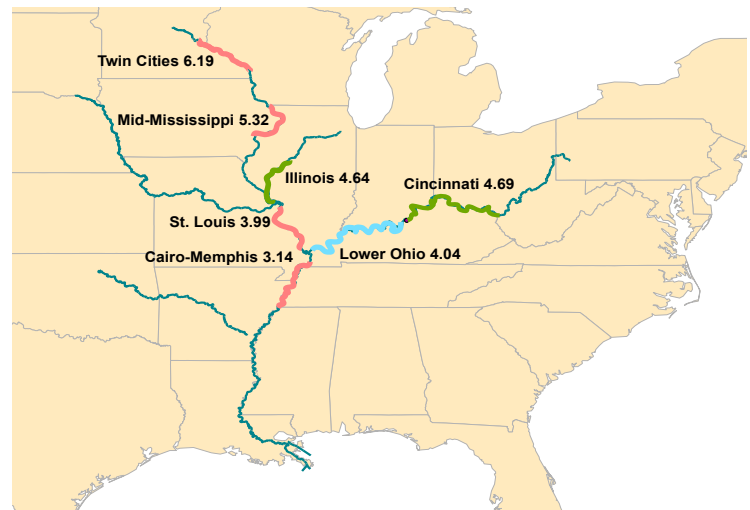 Twin Cities 6.19
Mid-Mississippi 5.32
Illinois 4.64
Cincinnati 4.69
St. Louis 3.99
Cairo-Memphis 3.14
Lower Ohio 4.04